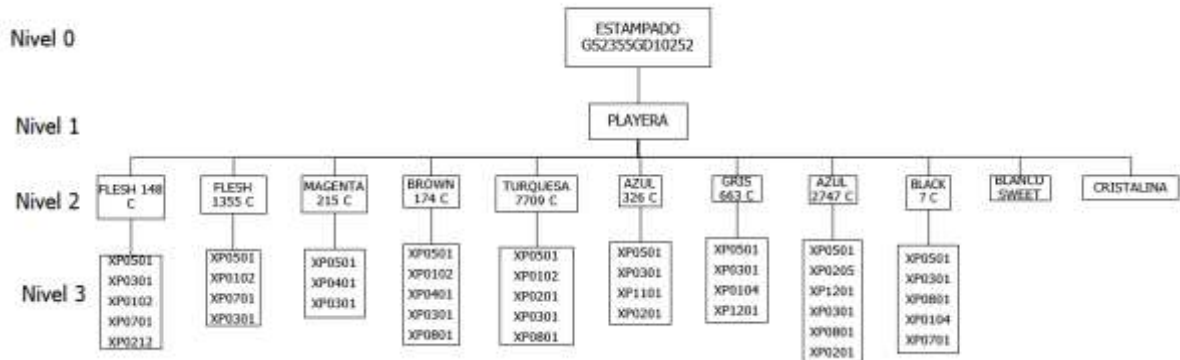 Nivel 0
ESTAMPADO
GS2355GD10252
Nivel 1
PLAYERA
Nivel 2
FLESH 148
C
FLESH
1355 C
MAGENTA
215 C
BROWN
174 C
TURQUESA
7709 C
AZUL
326 C
GRIS
663 C
AZUL
2747 C
BLACK
7 C
BLANCO
SWEET
CRISTALINA
Nivel 3
XP0501
XP0301
XP0102
XP0701
XP0212
XP0501
XP0102
XP0701
XP0301
XP0501
XP0401
XP0301
XP0501
XP0102
XP0401
XP0301
XP0801
XP0501
XP0102
XP0201
XP0301
XP0801
XP0501
XP0301
XP1101
XP0201
XP0501
XP0301
XP0104
XP1201
XP0501
XP0205
XP1201
XP0301
XP0801
XP0201
XP0501
XP0301
XP0801
XP0104
XP0701